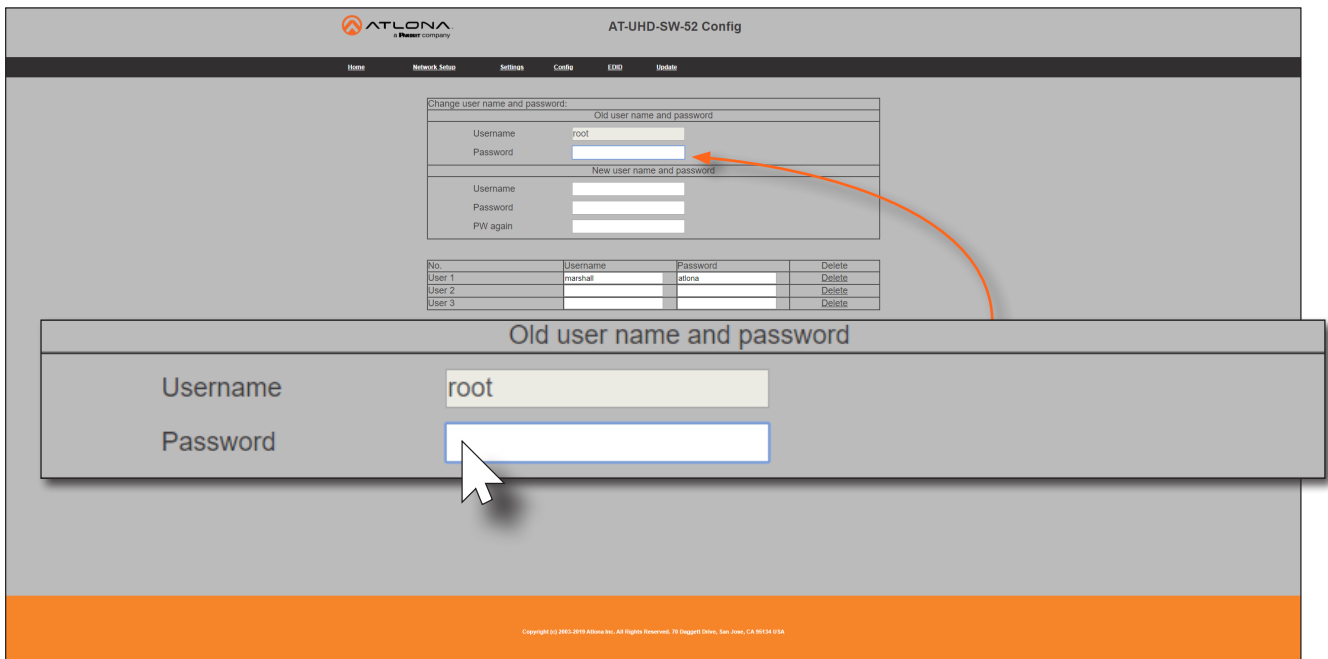 ATLONA
a PANDUIT company
AT-UHD-SW-52 Config
Home Network Setup Settings Config EDID Update
Change user name and password:
Old user name and password
Username root
Password
New user name and password
Username
Password
PW again
No. Username Password Delete
User 1 marshall atlona Delete
User 2 Delete
User 3 Delete
Old user name and password
Username root
Password
Copyright (c) 2003-2019 Atlona Inc. All Rights Reserved. 70 Daggett Drive, San Jose, CA 95134 USA